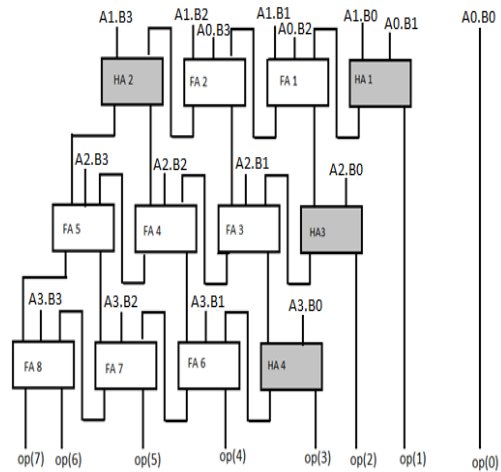 A1.B3 A1.B2 A1.B1 A1.B0 A0.B0
A0.B3 A0.B2 A0.B1
HA 2 FA 2 FA 1 HA 1
A2.B3 A2.B2 A2.B1 A2.B0
FA 5 FA 4 FA 3 HA3
A3.B3 A3.B2 A3.B1 A3.B0
FA 8 FA 7 FA 6 HA 4
op(7) op(6) op(5) op(4) op(3) op(2) op(1) op(0)